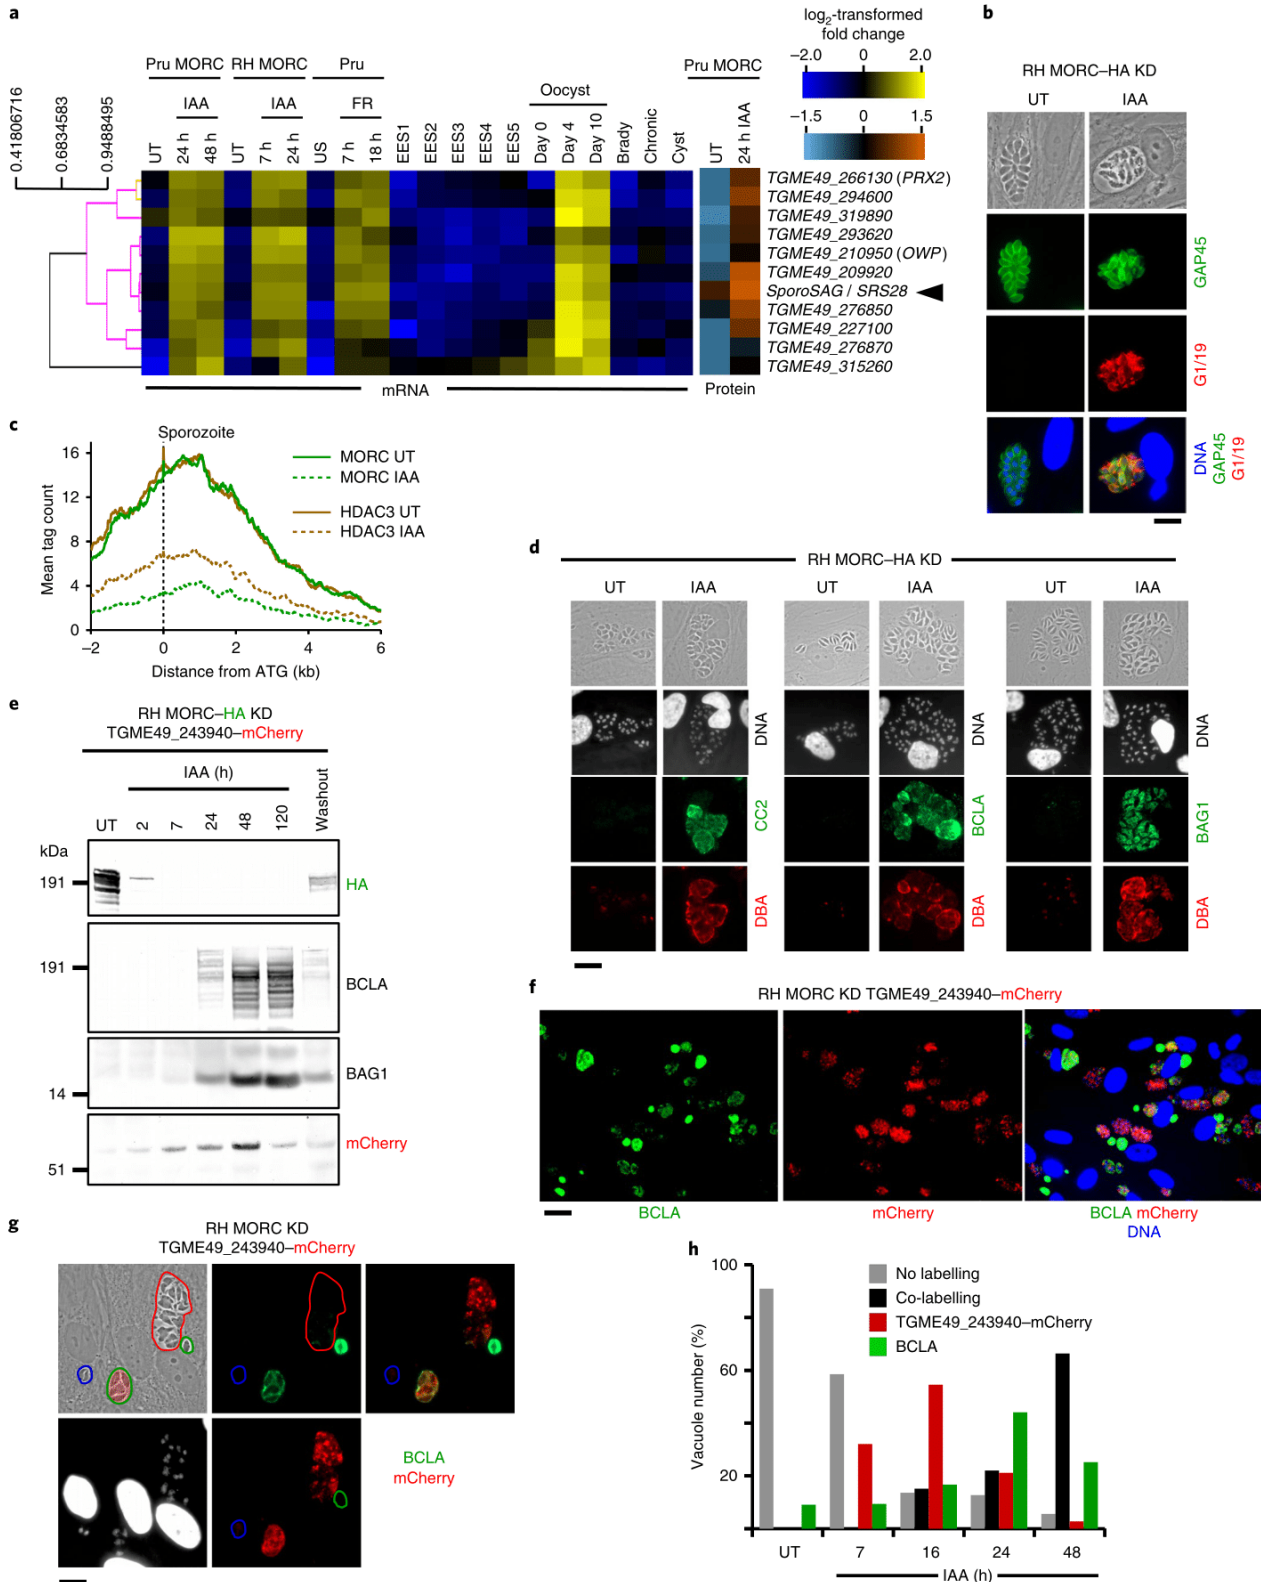 a
log2-transformed
fold change
−2.0 0 2.0
−1.5 0 1.5
Pru MORC RH MORC Pru Pru MORC
IAA IAA FR Oocyst
0.41806716 0.6834583 0.9488495
UT 24 h 48 h UT 7 h 24 h US 7 h 18 h EES1 EES2 EES3 EES4 EES5 Day 0 Day 4 Day 10 Brady Chronic Cyst UT 24 h IAA
TGME49_266130 (PRX2)
TGME49_294600
TGME49_319890
TGME49_293620
TGME49_210950 (OWP)
TGME49_209920
SporoSAG / SRS28
TGME49_276850
TGME49_227100
TGME49_276870
TGME49_315260
mRNA Protein
b
RH MORC–HA KD
UT IAA
GAP45
G1/19
DNA GAP45 G1/19
c
Sporozoite
MORC UT
MORC IAA
HDAC3 UT
HDAC3 IAA
Mean tag count
16
12
8
4
0
−2 0 2 4 6
Distance from ATG (kb)
d
RH MORC–HA KD
UT IAA UT IAA UT IAA
DNA DNA DNA
CC2 BCLA BAG1
DBA DBA DBA
e
RH MORC–HA KD
TGME49_243940–mCherry
IAA (h)
UT 2 7 24 48 120 Washout
kDa
191 HA
191 BCLA
BAG1
14
mCherry
51
f
RH MORC KD TGME49_243940–mCherry
BCLA mCherry BCLA mCherry
DNA
g
RH MORC KD
TGME49_243940–mCherry
BCLA
mCherry
h
No labelling
Co-labelling
TGME49_243940–mCherry
BCLA
Vacuole number (%)
100
60
20
UT 7 16 24 48
IAA (h)